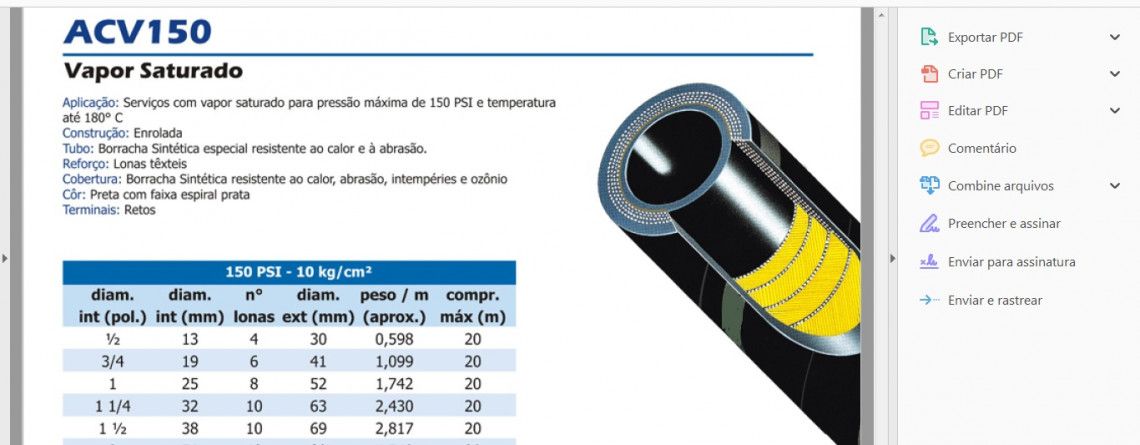 ACV150
Vapor Saturado
Aplicação: Serviços com vapor saturado para pressão máxima de 150 PSI e temperatura
até 180° C
Construção: Enrolada
Tubo: Borracha Sintética especial resistente ao calor e à abrasão.
Reforço: Lonas têxteis
Cobertura: Borracha Sintética resistente ao calor, abrasão, intempéries e ozônio
Côr: Preta com faixa espiral prata
Terminais: Retos
150 PSI - 10 kg/cm²
diam. diam. n° diam. peso / m compr.
int (pol.) int (mm) lonas ext (mm) (aprox.) máx (m)
½ 13 4 30 0,598 20
3/4 19 6 41 1,099 20
1 25 8 52 1,742 20
1 1/4 32 10 63 2,430 20
1 ½ 38 10 69 2,817 20
Exportar PDF
Criar PDF
Editar PDF
Comentário
Combine arquivos
Preencher e assinar
Enviar para assinatura
Enviar e rastrear